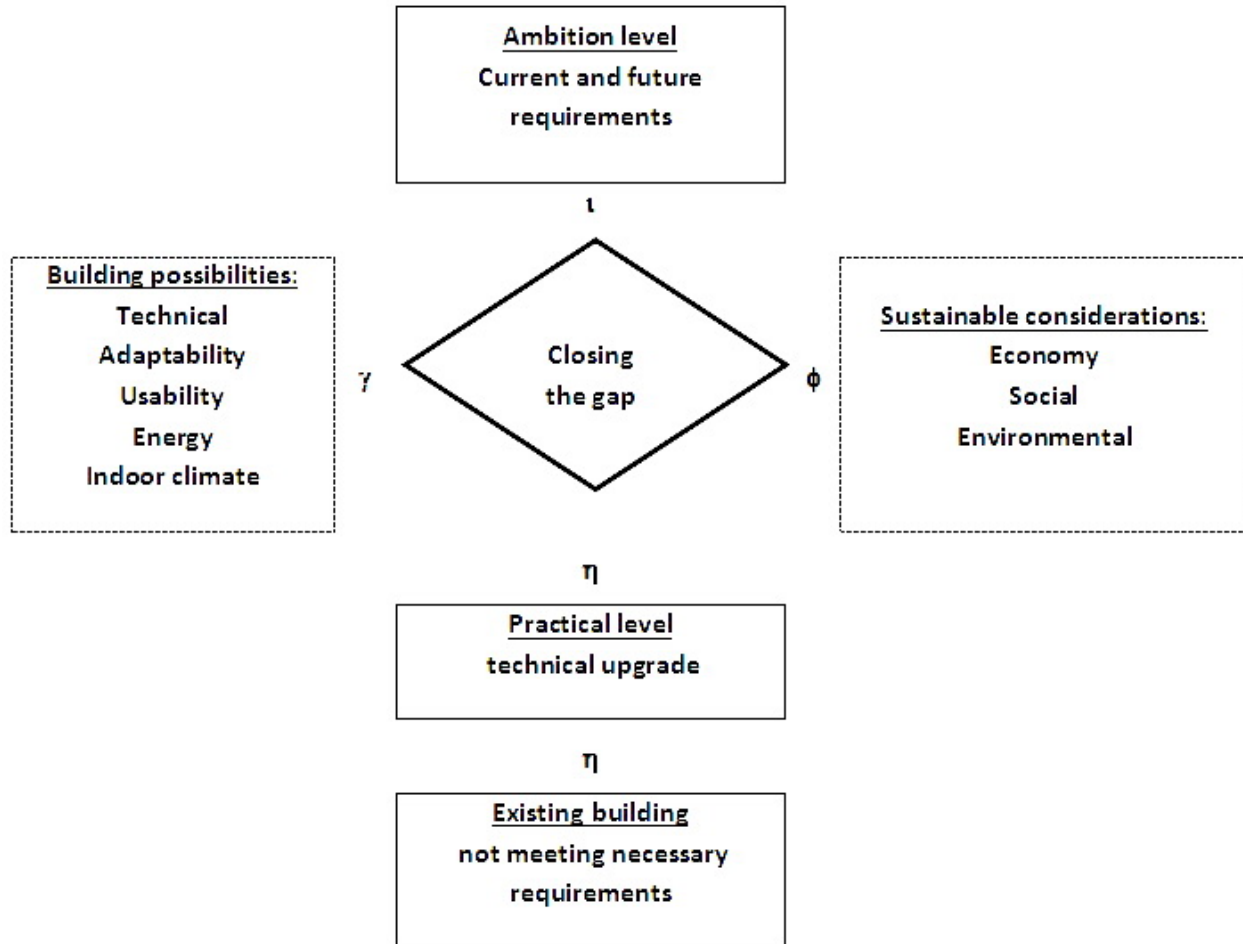 Ambition level
Current and future
requirements
ι
Building possibilities:
Technical
Adaptability
Usability
Energy
Indoor climate
γ
Closing
the gap
ϕ
Sustainable considerations:
Economy
Social
Environmental
η
Practical level
technical upgrade
η
Existing building
not meeting necessary
requirements